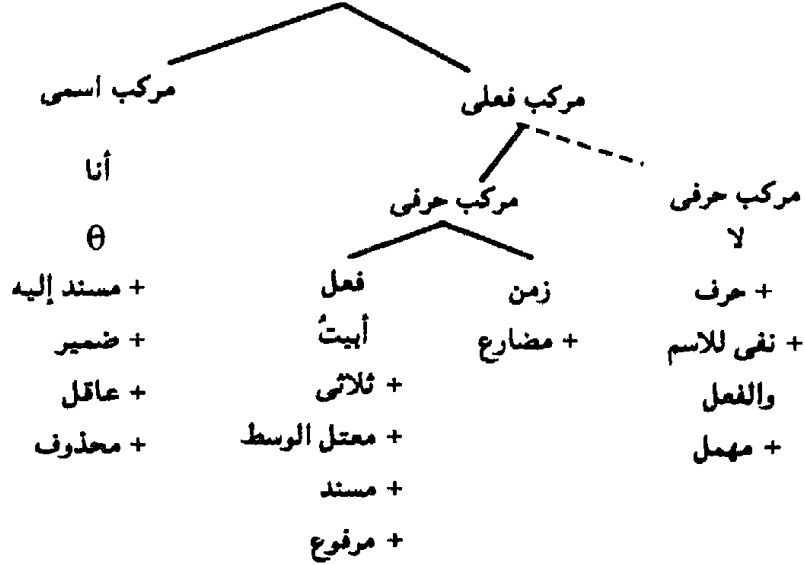 مركب اسمى
مركب فعلى
أنا
مركب حرفى
مركب حرفى
θ
لا
+ مسند إليه
فعل
زمن
+ حرف
+ ضمير
أبيتُ
+ مضارع
+ نفى للاسم
+ عاقل
+ ثلاثى
والفعل
+ محذوف
+ معتل الوسط
+ مهمل
+ مسند
+ مرفوع